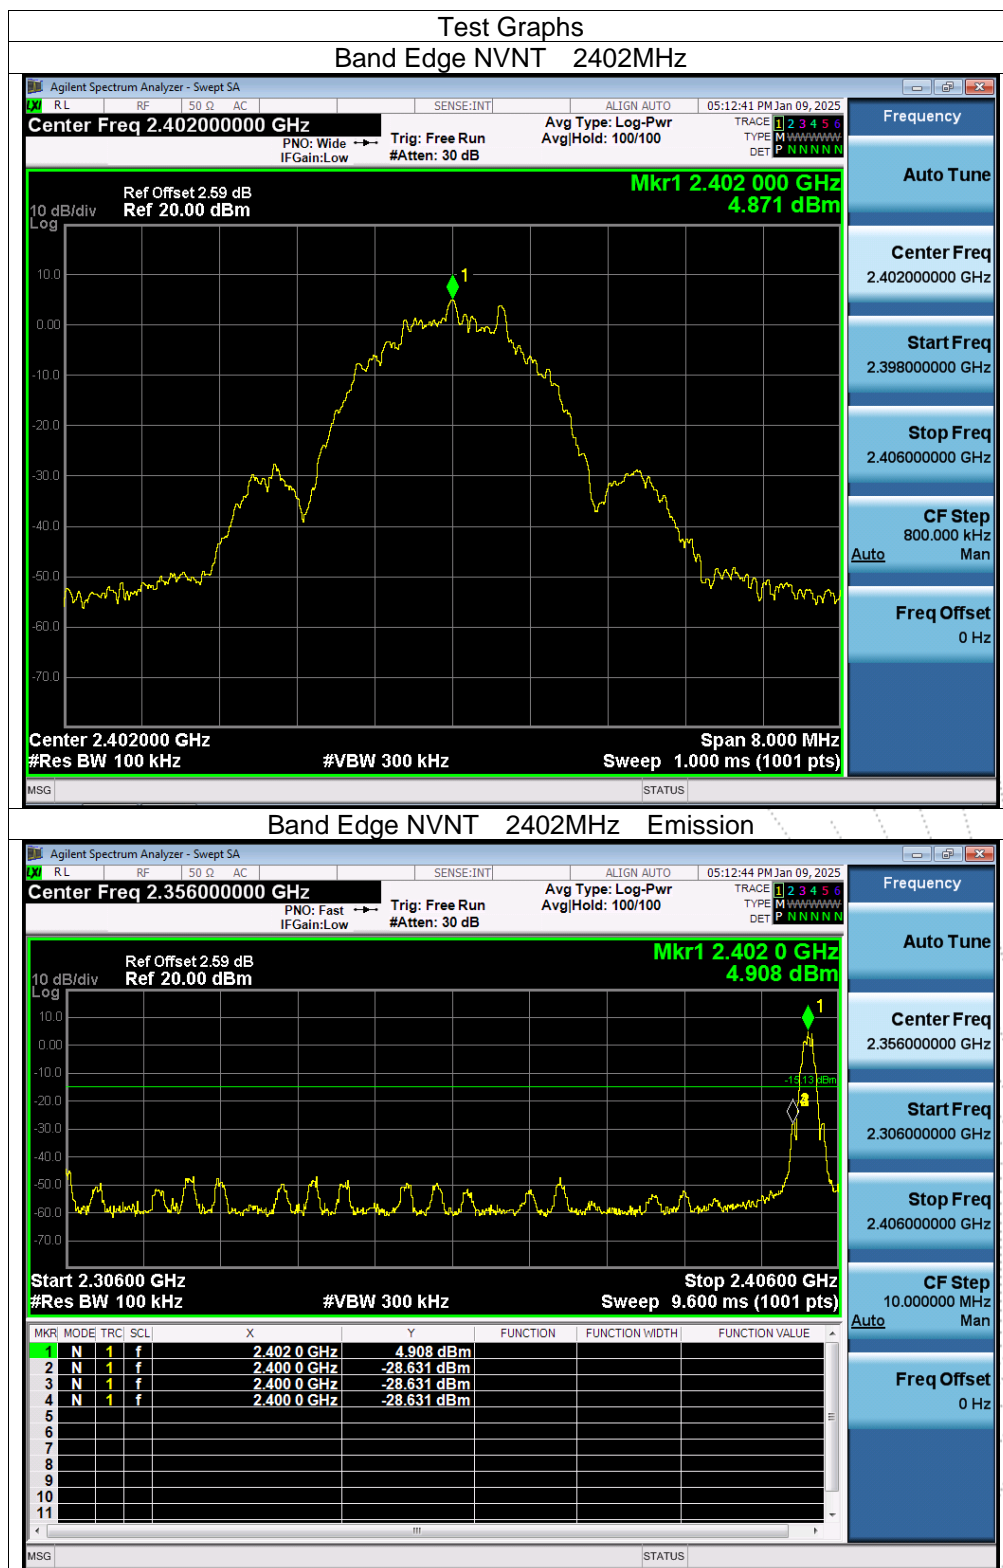 Test Graphs
Band Edge NVNT 2402MHz
Agilent Spectrum Analyzer - Swept SA
LXI RL RF 50 Ω AC SENSE:INT ALIGN AUTO 05:12:41 PM Jan 09, 2025
Center Freq 2.402000000 GHz
PNO: Wide
IFGain:Low
Trig: Free Run
#Atten: 30 dB
Avg Type: Log-Pwr
Avg|Hold: 100/100
TRACE 1 2 3 4 5 6
TYPE M WWWWW
DET P N N N N N
Ref Offset 2.59 dB
10 dB/div Ref 20.00 dBm
Log
Mkr1 2.402 000 GHz
4.871 dBm
1
10.0
0.00
-10.0
-20.0
-30.0
-40.0
-50.0
-60.0
-70.0
Center 2.402000 GHz Span 8.000 MHz
#Res BW 100 kHz #VBW 300 kHz Sweep 1.000 ms (1001 pts)
MSG STATUS
Frequency
Auto Tune
Center Freq
2.402000000 GHz
Start Freq
2.398000000 GHz
Stop Freq
2.406000000 GHz
CF Step
800.000 kHz
Auto Man
Freq Offset
0 Hz
Band Edge NVNT 2402MHz Emission
Agilent Spectrum Analyzer - Swept SA
LXI RL RF 50 Ω AC SENSE:INT ALIGN AUTO 05:12:44 PM Jan 09, 2025
Center Freq 2.356000000 GHz
PNO: Fast
IFGain:Low
Trig: Free Run
#Atten: 30 dB
Avg Type: Log-Pwr
Avg|Hold: 100/100
TRACE 1 2 3 4 5 6
TYPE M WWWWW
DET P N N N N N
Ref Offset 2.59 dB
10 dB/div Ref 20.00 dBm
Log
Mkr1 2.402 0 GHz
4.908 dBm
1
10.0
0.00
-10.0
-15.13 dBm
-20.0
-30.0
-40.0
-50.0
-60.0
-70.0
Start 2.30600 GHz Stop 2.40600 GHz
#Res BW 100 kHz #VBW 300 kHz Sweep 9.600 ms (1001 pts)
MKR MODE TRC SCL X Y FUNCTION FUNCTION WIDTH FUNCTION VALUE
1 N 1 f 2.402 0 GHz 4.908 dBm
2 N 1 f 2.400 0 GHz -28.631 dBm
3 N 1 f 2.400 0 GHz -28.631 dBm
4 N 1 f 2.400 0 GHz -28.631 dBm
5
6
7
8
9
10
11
MSG STATUS
Frequency
Auto Tune
Center Freq
2.356000000 GHz
Start Freq
2.306000000 GHz
Stop Freq
2.406000000 GHz
CF Step
10.000000 MHz
Auto Man
Freq Offset
0 Hz